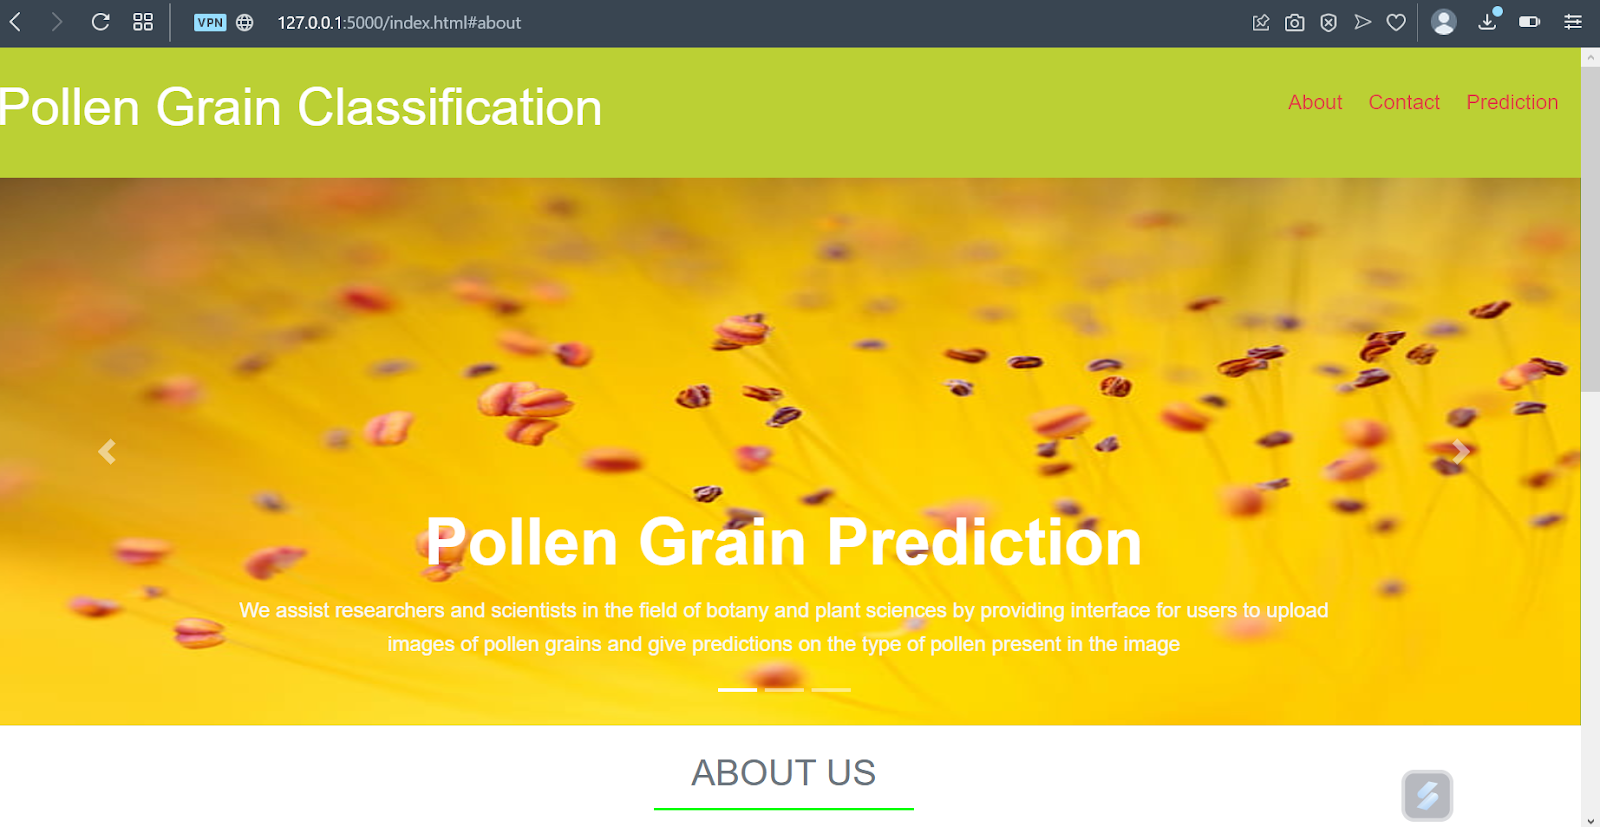 VPN
127.0.0.1:5000/index.html#about
Pollen Grain Classification
About Contact Prediction
Pollen Grain Prediction
We assist researchers and scientists in the field of botany and plant sciences by providing interface for users to upload
images of pollen grains and give predictions on the type of pollen present in the image
ABOUT US